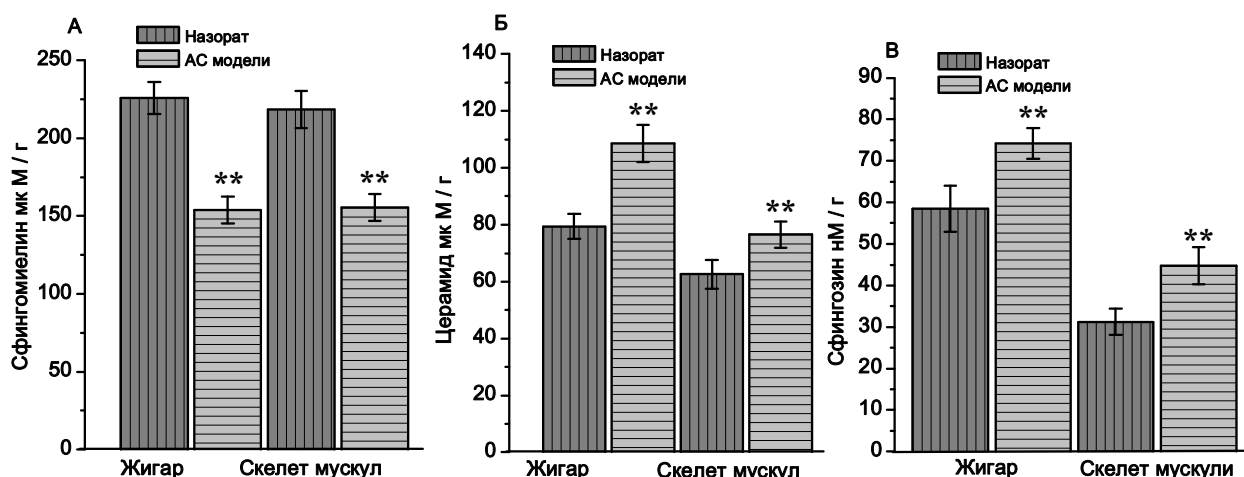 А
Назорат
АС модели
250
200
150
100
50
0
Сфингомиелин мк М / г
**
**
Жигар
Скелет мускул
Б
Назорат
АС модели
140
120
100
80
60
40
20
0
Церамид мк М / г
**
**
Жигар
Скелет мускул
В
Назорат
АС модели
90
80
70
60
50
40
30
20
10
0
Сфингозин нМ / г
**
**
Жигар
Скелет мускули